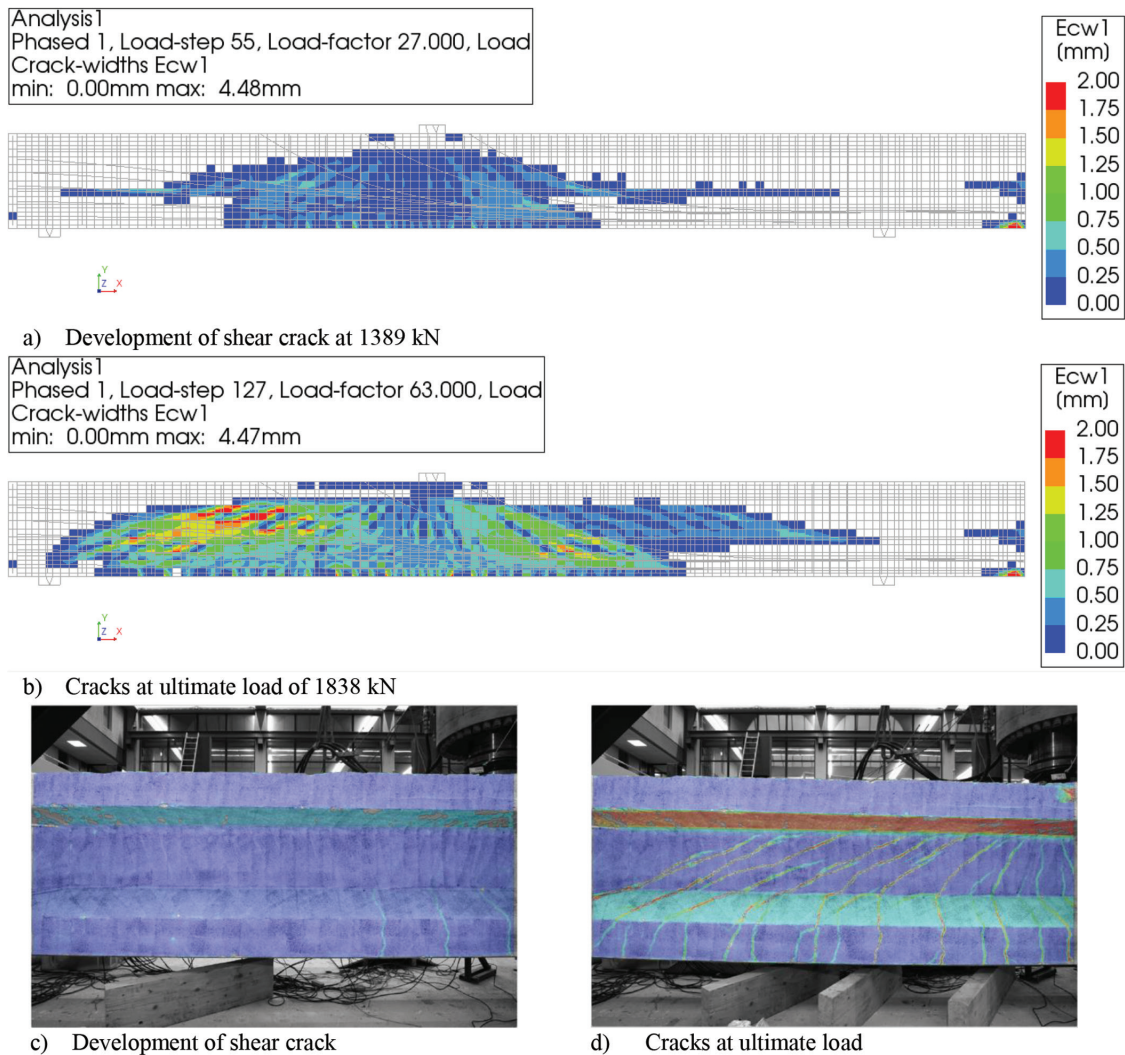 Analysis1
Phased 1, Load-step 55, Load-factor 27.000, Load
Crack-widths Ecw1
min: 0.00mm max: 4.48mm
Ecw1
(mm)
2.00
1.75
1.50
1.25
1.00
0.75
0.50
0.25
0.00
Y
Z X
a) Development of shear crack at 1389 kN
Analysis1
Phased 1, Load-step 127, Load-factor 63.000, Load
Crack-widths Ecw1
min: 0.00mm max: 4.47mm
Ecw1
(mm)
2.00
1.75
1.50
1.25
1.00
0.75
0.50
0.25
0.00
Y
Z X
b) Cracks at ultimate load of 1838 kN
c) Development of shear crack
d) Cracks at ultimate load